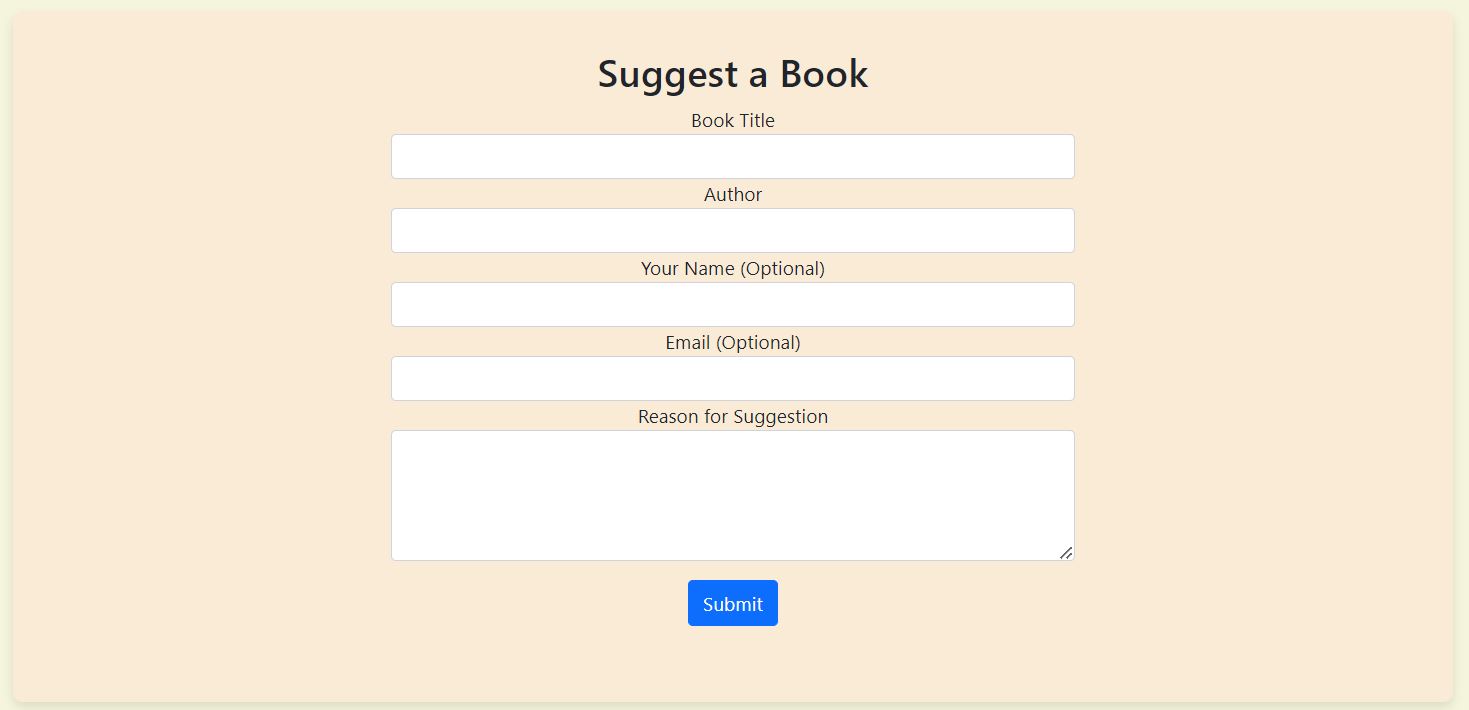 Suggest a Book
Book Title
Author
Your Name (Optional)
Email (Optional)
Reason for Suggestion
Submit